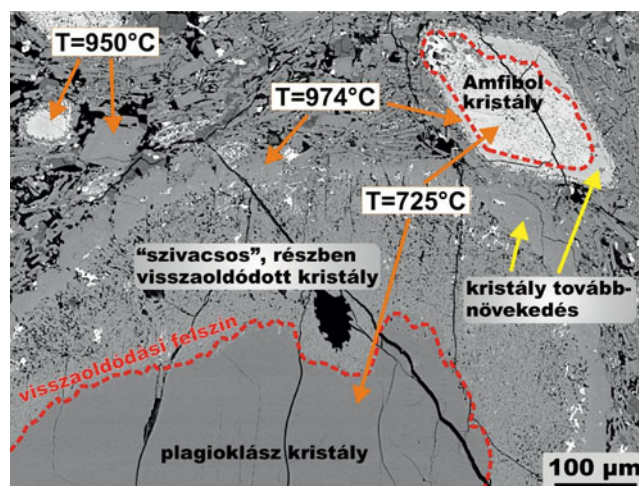 T=950°C
Amfibol
kristály
T=974°C
T=725°C
“szivacsos”, részben
visszaoldódott kristály
kristály tovább-
növekedés
visszaoldódási felszín
plagioklász kristály
100 µm